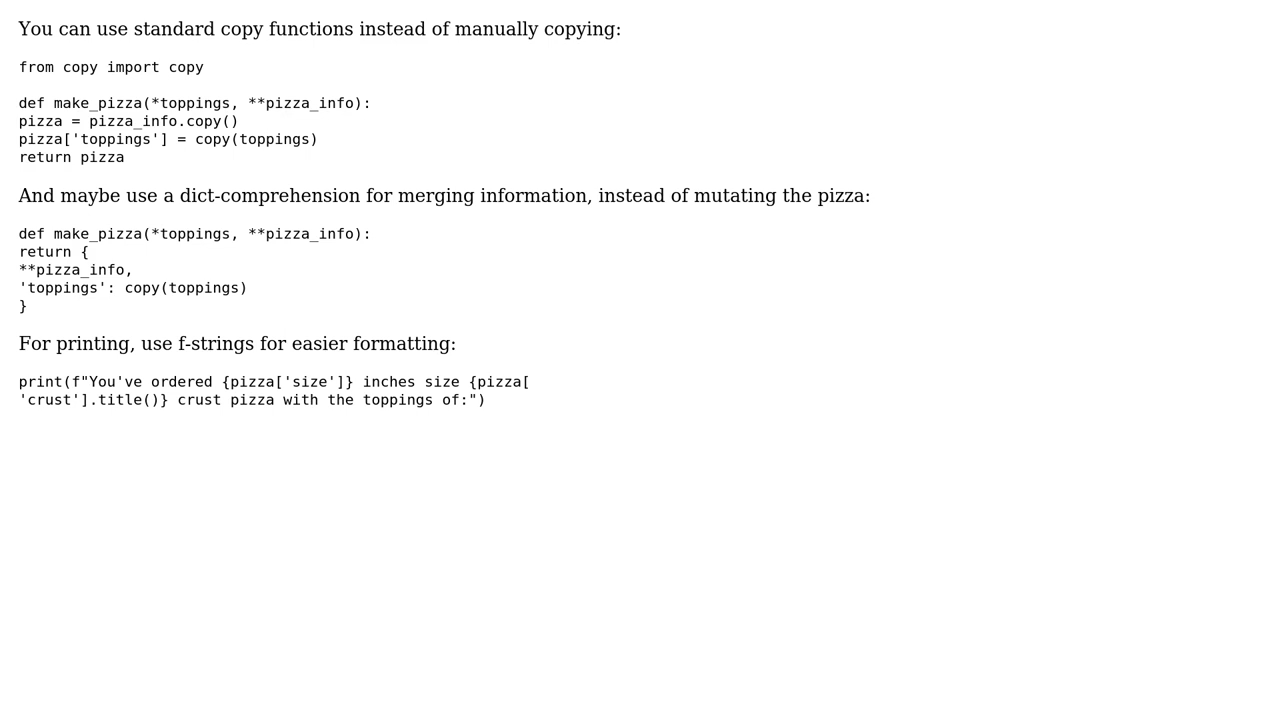 You can use standard copy functions instead of manually copying:
from copy import copy
def make_pizza(*toppings, **pizza_info):
pizza = pizza_info.copy()
pizza['toppings'] = copy(toppings)
return pizza
And maybe use a dict-comprehension for merging information, instead of mutating the pizza:
def make_pizza(*toppings, **pizza_info):
return {
**pizza_info,
'toppings': copy(toppings)
}
For printing, use f-strings for easier formatting:
print(f"You've ordered {pizza['size']} inches size {pizza[
'crust'].title()} crust pizza with the toppings of:")